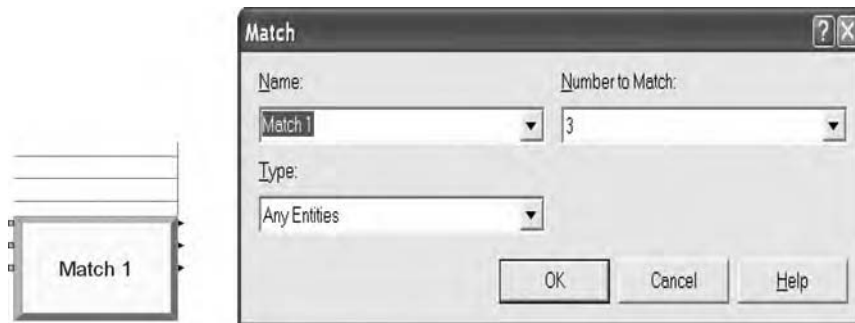 Match
Name:
Number to Match:
Match 1
3
Type:
Any Entities
Match 1
OK
Cancel
Help